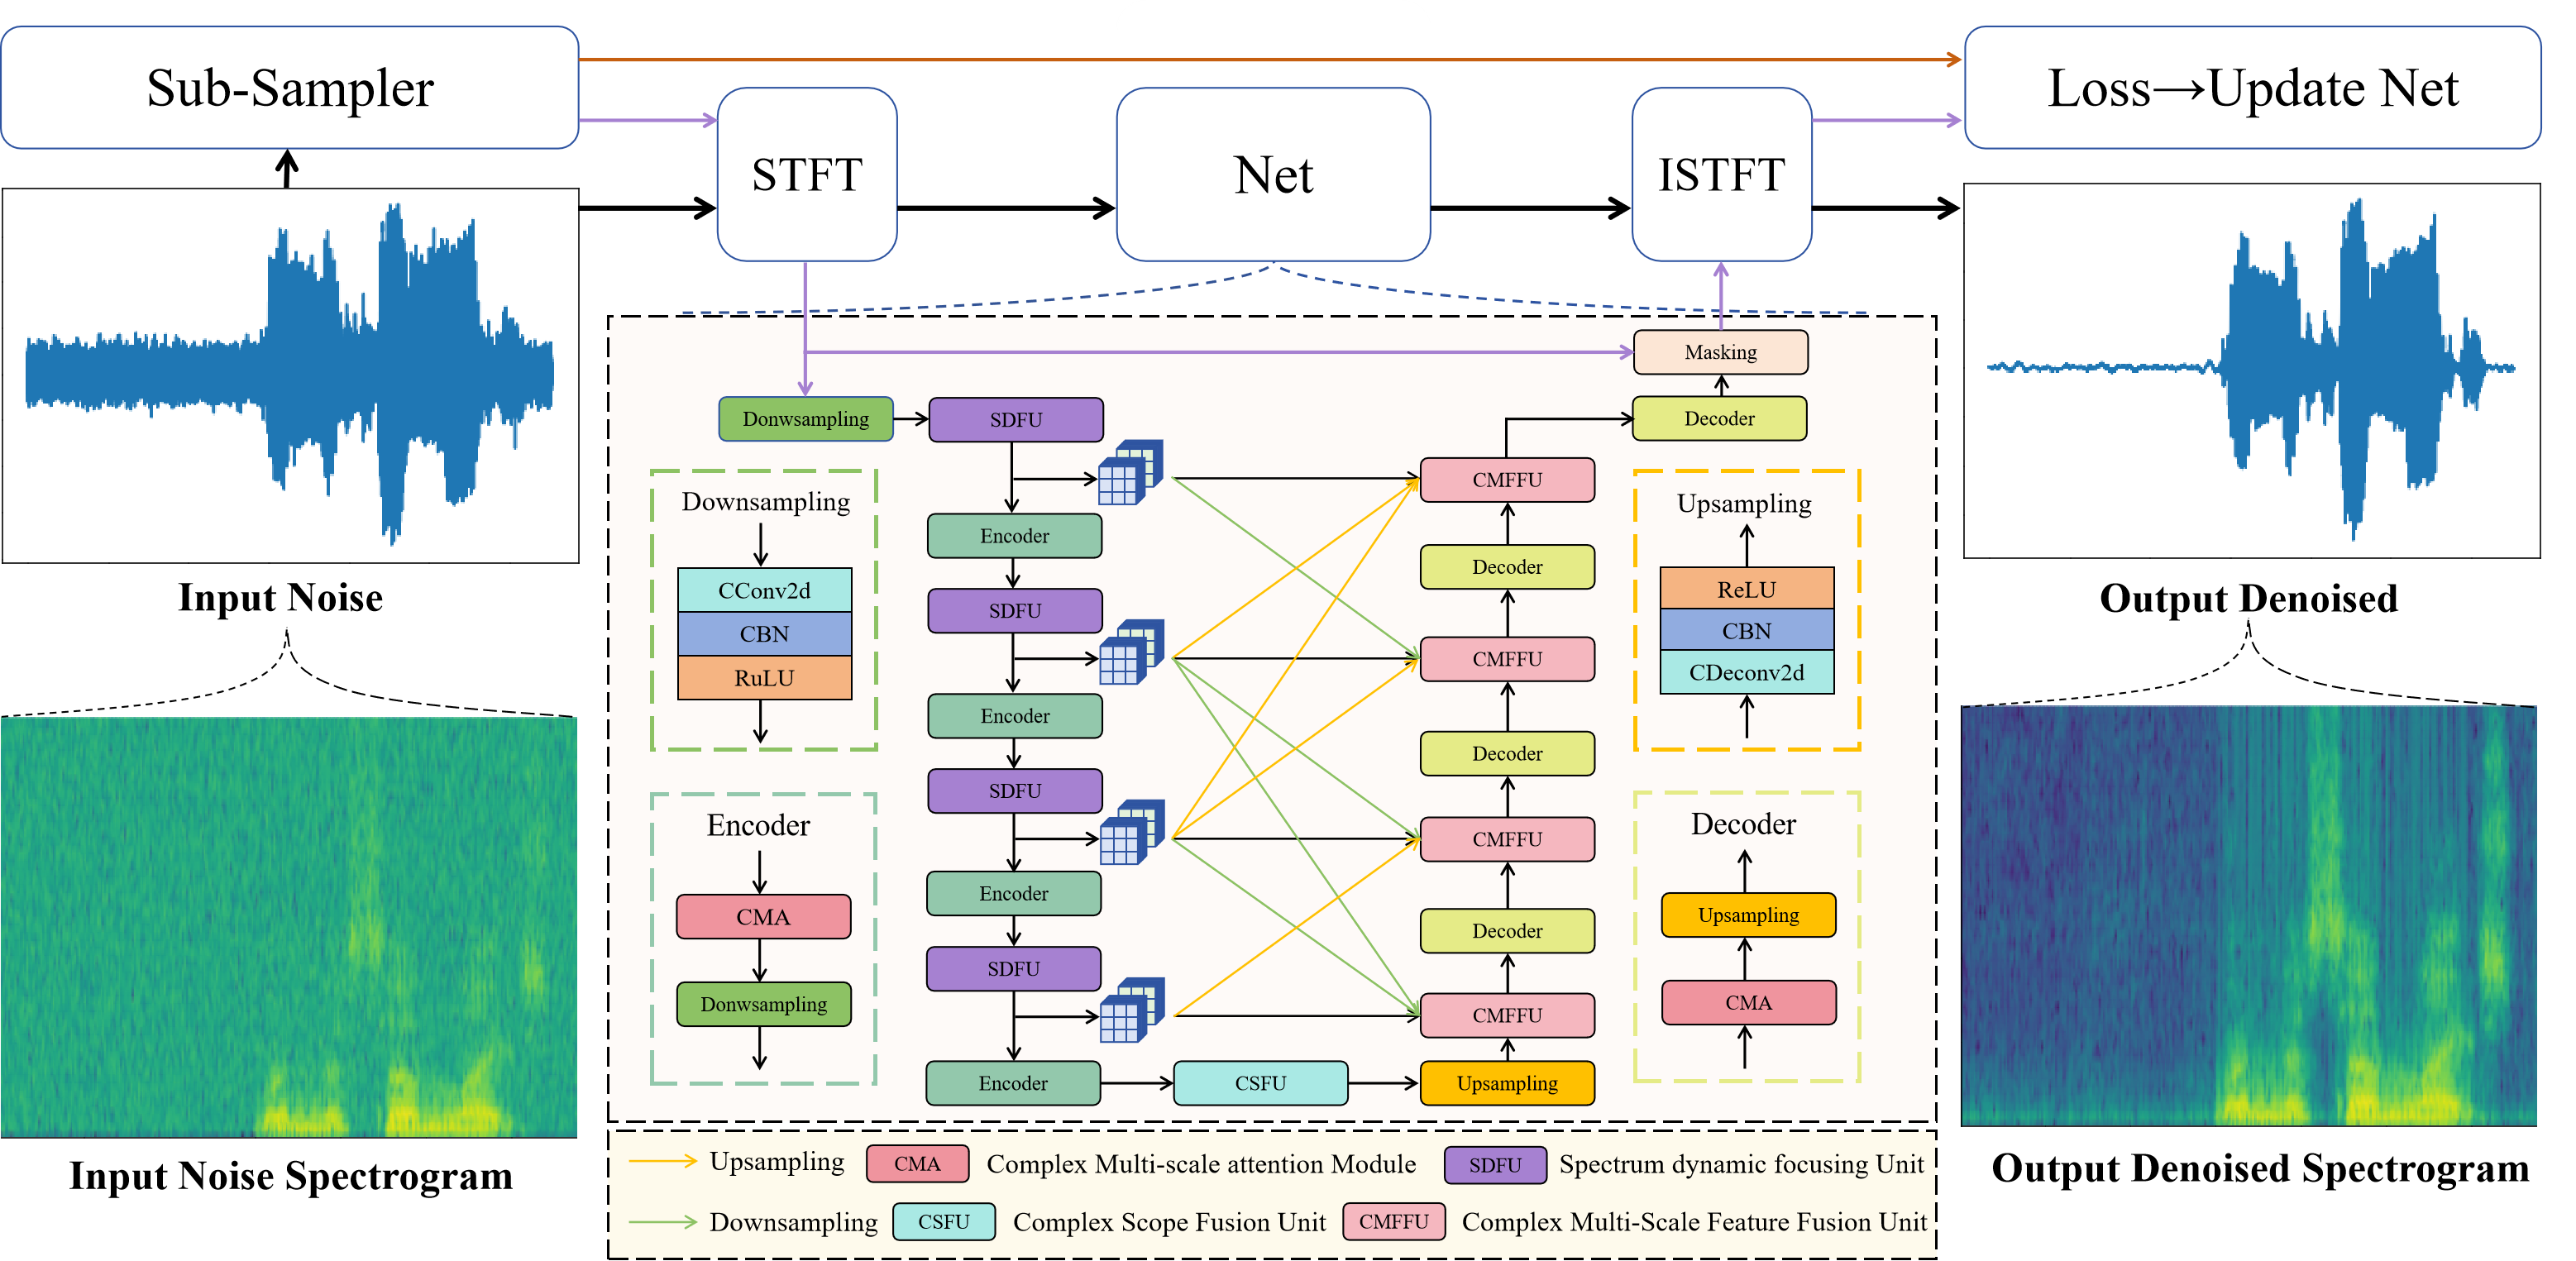 Sub-Sampler
Loss→Update Net
STFT
Net
ISTFT
Input Noise
Output Denoised
Input Noise Spectrogram
Output Denoised Spectrogram
Masking
Donwsampling
SDFU
Decoder
Downsampling
CConv2d
CBN
RuLU
Encoder
CMA
Donwsampling
Encoder
SDFU
Encoder
SDFU
Encoder
SDFU
Encoder
CSFU
Upsampling
CMFFU
Decoder
CMFFU
Decoder
CMFFU
Decoder
CMFFU
Upsampling
ReLU
CBN
CDeconv2d
Decoder
Upsampling
CMA
Upsampling
CMA
Complex Multi-scale attention Module
SDFU
Spectrum dynamic focusing Unit
Downsampling
CSFU
Complex Scope Fusion Unit
CMFFU
Complex Multi-Scale Feature Fusion Unit